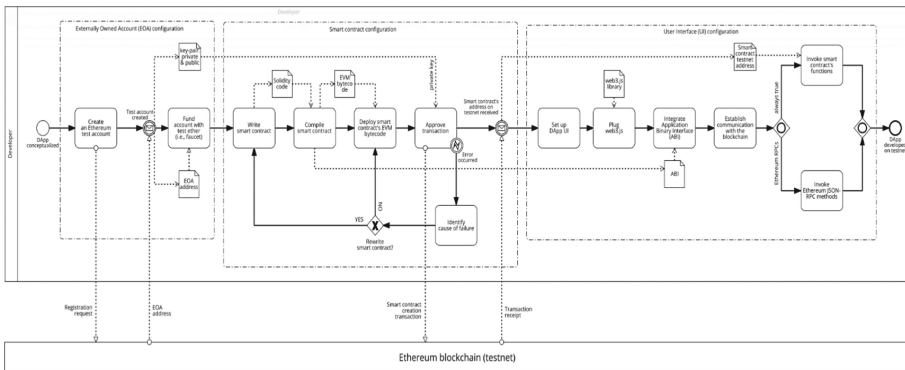 Developer
Developer
Externally Owned Account (EOA) configuration
Smart contract configuration
User Interface (UI) configuration
key-pair
private
& public
Solidity
code
EVM
byteco
de
private key
Smart-
contract
testnet
address
web3.js
library
Invoke smart
contract's
functions
Test account
created
Smart contract's
address on
testnet received
always true
DApp
conceptualized
Create
an Ethereum
test account
Fund
account with
test ether
(i.e., faucet)
Write
smart contract
Compile
smart contract
Deploy smart
contract's EVM
bytecode
Approve
transaction
Set up
DApp UI
Plug
web3.js
Integrate
Application
Binary Interface
(ABI)
Establish
communication
with the
blockchain
DApp
developed
on testnet
Error
occurred
Ethereum RPCs
EOA
address
ABI
YES
NO
Rewrite
smart contract?
Identify
cause of failure
Invoke
Ethereum JSON-
RPC methods
Registration
request
EOA
address
Smart contract
creation
transaction
Transaction
receipt
Ethereum blockchain (testnet)